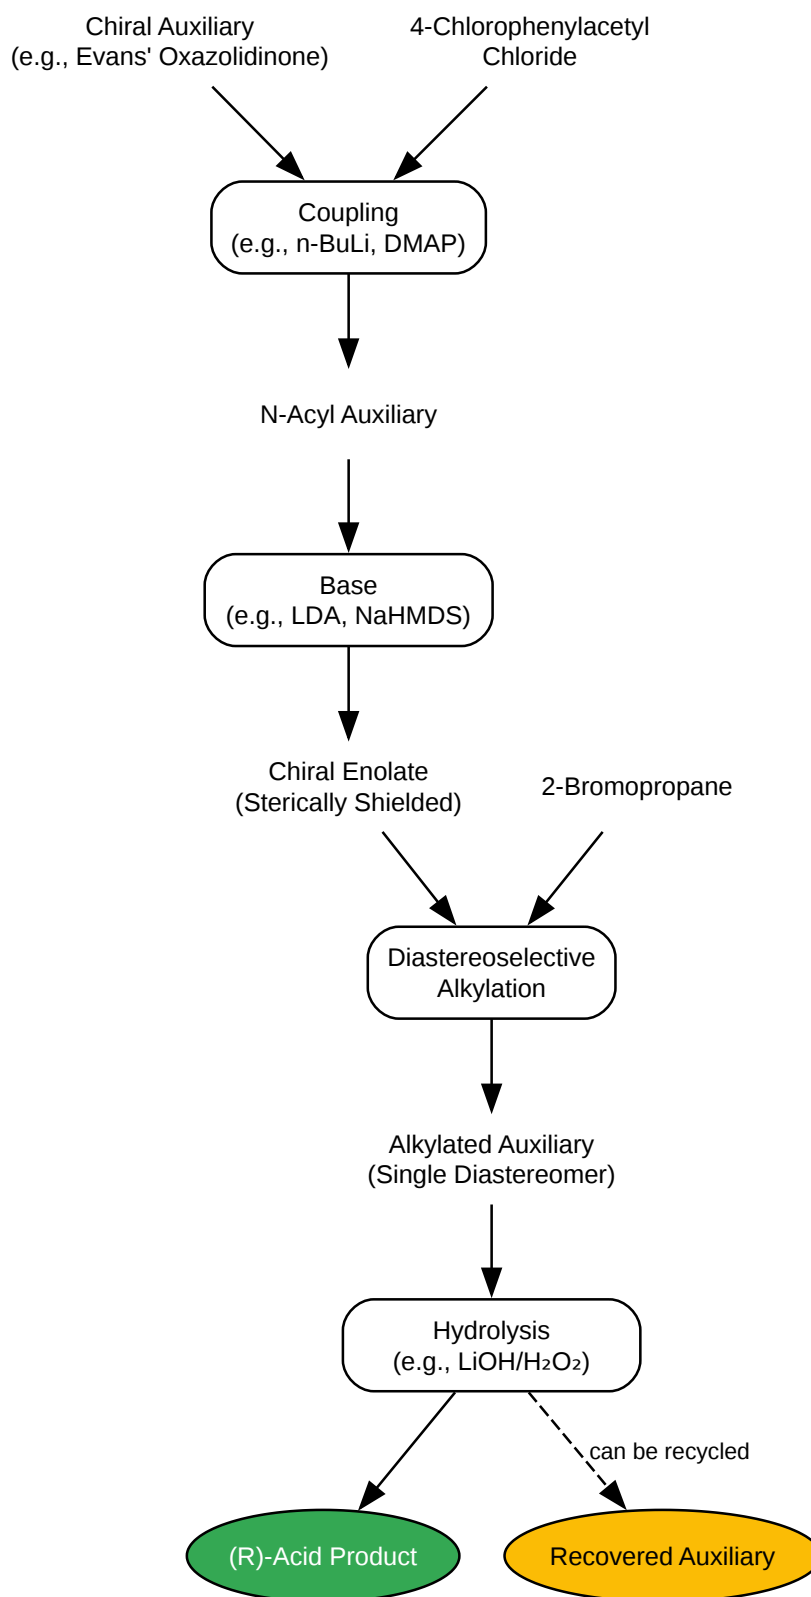 Chiral Auxiliary
(e.g., Evans' Oxazolidinone)
4-Chlorophenylacetyl
Chloride
Coupling
(e.g., n-BuLi, DMAP)
N-Acyl Auxiliary
Base
(e.g., LDA, NaHMDS)
Chiral Enolate
(Sterically Shielded)
2-Bromopropane
Diastereoselective
Alkylation
Alkylated Auxiliary
(Single Diastereomer)
Hydrolysis
(e.g., LiOH/H₂O₂)
can be recycled
(R)-Acid Product
Recovered Auxiliary